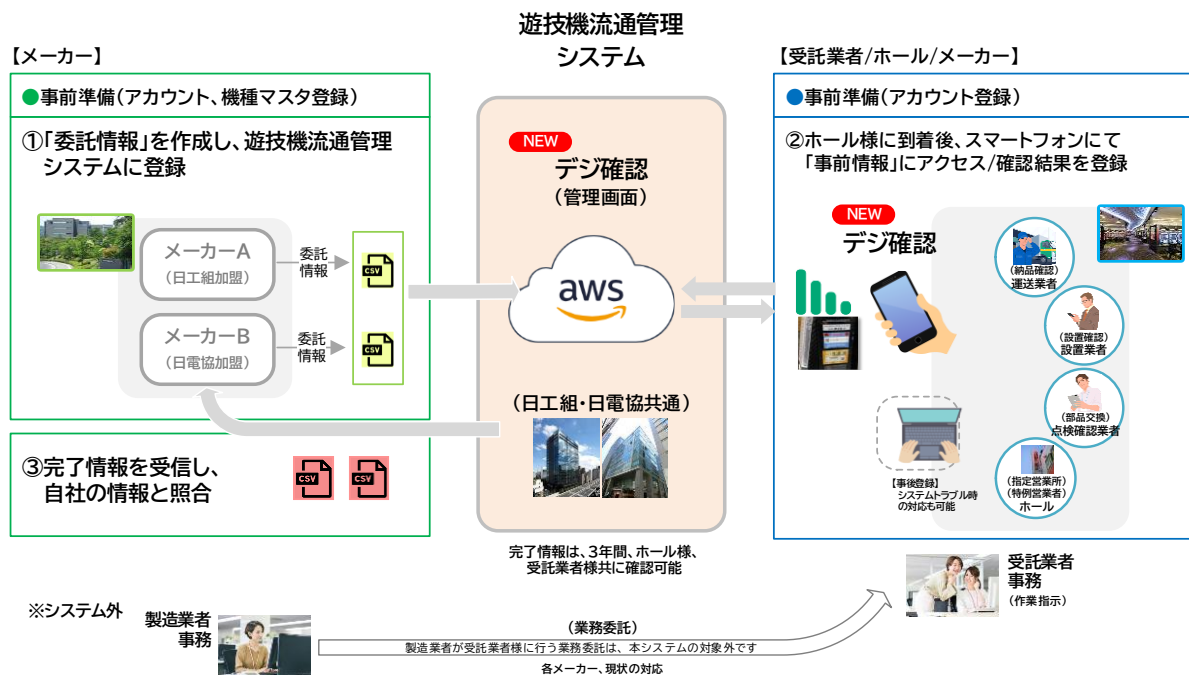 遊技機流通管理
システム
【メーカー】
●事前準備(アカウント、機種マスタ登録)
①「委託情報」を作成し、遊技機流通管理
システムに登録
メーカーA
(日工組加盟)
委託
情報
CSV
メーカーB
(日電協加盟)
委託
情報
CSV
③完了情報を受信し、
自社の情報と照合
CSV
CSV
NEW
デジ確認
(管理画面)
aws
(日工組・日電協共通)
完了情報は、3年間、ホール様、
受託業者様共に確認可能
【受託業者/ホール/メーカー】
●事前準備(アカウント登録)
②ホール様に到着後、スマートフォンにて
「事前情報」にアクセス/確認結果を登録
NEW
デジ確認
(納品確認)
運送業者
(設置確認)
設置業者
(部品交換)
点検確認業者
(指定営業所)
(特例営業者)
ホール
【事後登録】
システムトラブル時
の対応も可能
受託業者
事務
(作業指示)
※システム外
製造業者
事務
(業務委託)
製造業者が受託業者様に行う業務委託は、本システムの対象外です
各メーカー、現状の対応